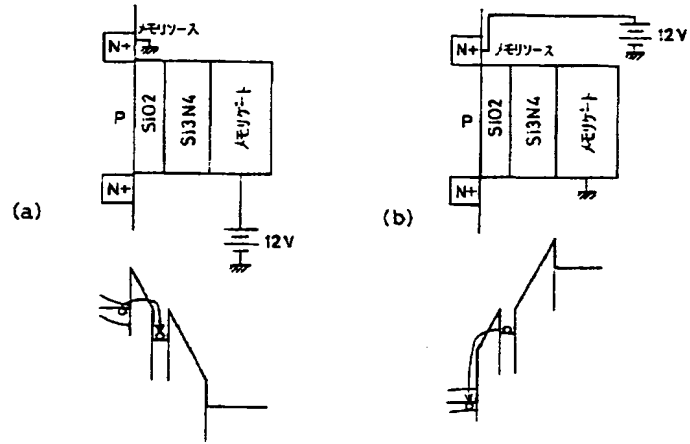 メモリソース
N+
P
SiO2
Si3N4
メモリゲート
N+
12V
(a)
12V
N+
メモリソース
P
SiO2
Si3N4
メモリゲート
N+
(b)